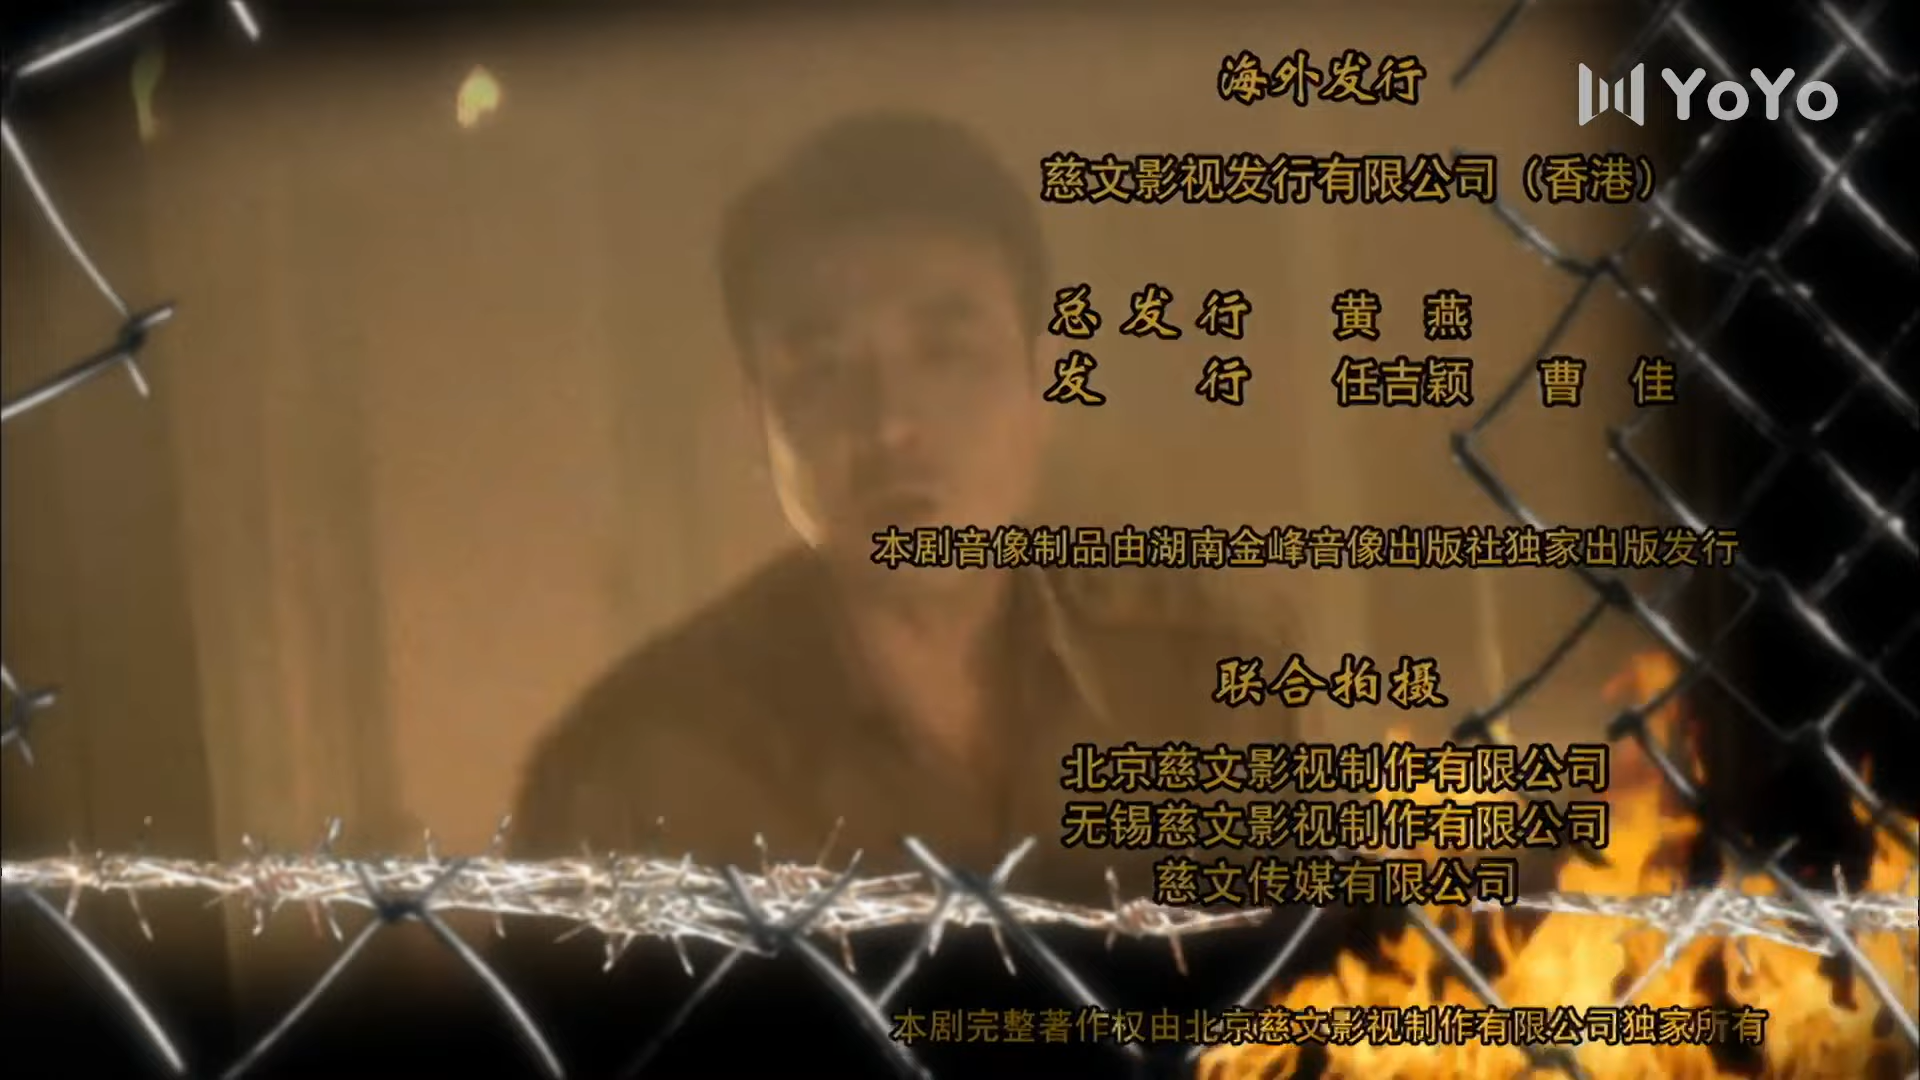 海外发行
YoYo
慈文影视发行有限公司（香港）
总发行 黄燕
发行 任吉颖 曹佳
本剧音像制品由湖南金峰音像出版社独家出版发行
联合拍摄
北京慈文影视制作有限公司
无锡慈文影视制作有限公司
慈文传媒有限公司
本剧完整著作权由北京慈文影视制作有限公司独家所有